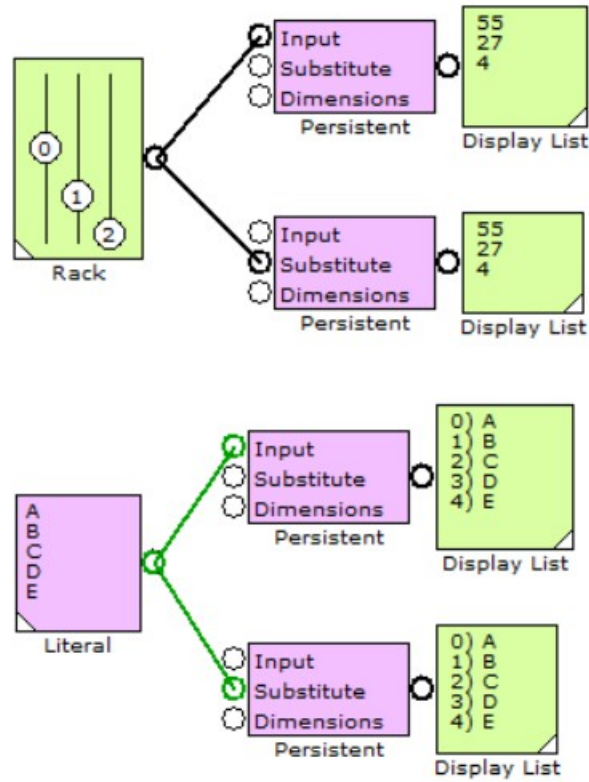 Input
Substitute
Dimensions
Persistent
55
27
4
Display List
0
1
2
Rack
Input
Substitute
Dimensions
Persistent
55
27
4
Display List
A
B
C
D
E
Literal
Input
Substitute
Dimensions
Persistent
0) A
1) B
2) C
3) D
4) E
Display List
Input
Substitute
Dimensions
Persistent
0) A
1) B
2) C
3) D
4) E
Display List